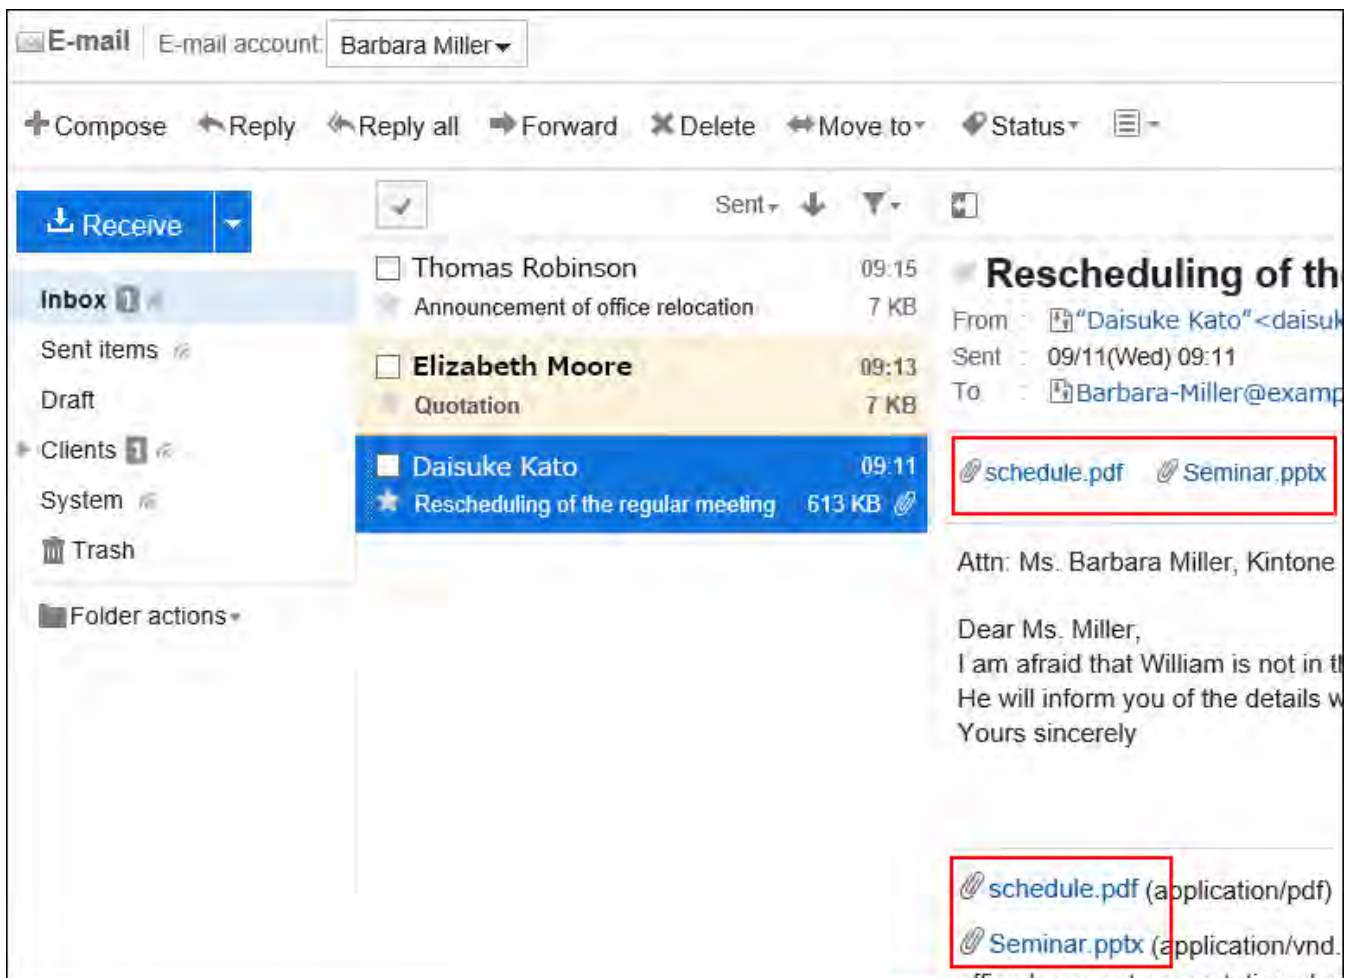 E-mail E-mail account: Barbara Miller
Compose Reply Reply all Forward Delete Move to Status
Receive
Inbox 1
Sent items
Draft
Clients 1
System
Trash
Folder actions
Sent
Thomas Robinson 09:15
Announcement of office relocation 7 KB
Elizabeth Moore 09:13
Quotation 7 KB
Daisuke Kato 09:11
Rescheduling of the regular meeting 613 KB
Rescheduling of th
From : "Daisuke Kato"<daisuk
Sent : 09/11(Wed) 09:11
To : Barbara-Miller@examp
schedule.pdf Seminar.pptx
Attn: Ms. Barbara Miller, Kintone
Dear Ms. Miller,
I am afraid that William is not in th
He will inform you of the details w
Yours sincerely
schedule.pdf (application/pdf)
Seminar.pptx (application/vnd.